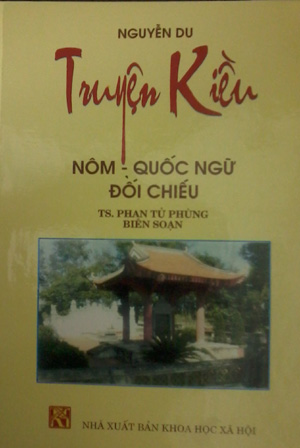 NGUYỄN DU
Truyện Kiều
NÔM - QUỐC NGỮ
ĐỐI CHIẾU
TS. PHAN TỬ PHÙNG
BIÊN SOẠN
NHÀ XUẤT BẢN KHOA HỌC XÃ HỘI